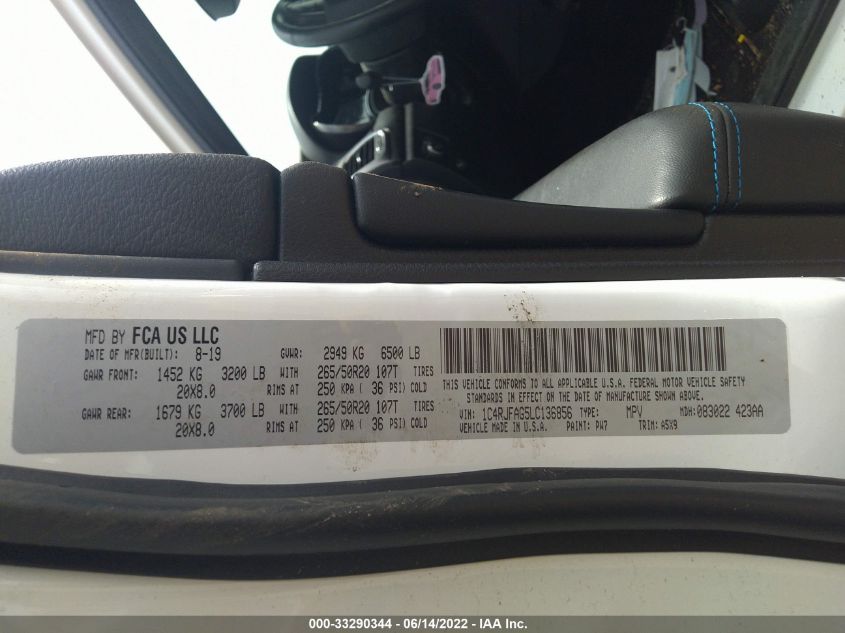 MFD BY FCA US LLC
DATE OF MFR(BUILT): 8-19 GVWR: 2949 KG 6500 LB
GAWR FRONT: 1452 KG 3200 LB WITH 265/50R20 107T TIRES
20X8.0 RIMS AT 250 KPA ( 36 PSI) COLD
GAWR REAR: 1679 KG 3700 LB WITH 265/50R20 107T TIRES
20X8.0 RIMS AT 250 KPA ( 36 PSI) COLD
THIS VEHICLE CONFORMS TO ALL APPLICABLE U.S.A. FEDERAL MOTOR VEHICLE SAFETY
STANDARDS IN EFFECT ON THE DATE OF MANUFACTURE SHOWN ABOVE.
VIN: 1C4RJFAG5LC136856 TYPE: MPV MDH: 083022 423AA
VEHICLE MADE IN U.S.A. PAINT: PW7 TRIM: A5X9
000-33290344 - 06/14/2022 - IAA Inc.